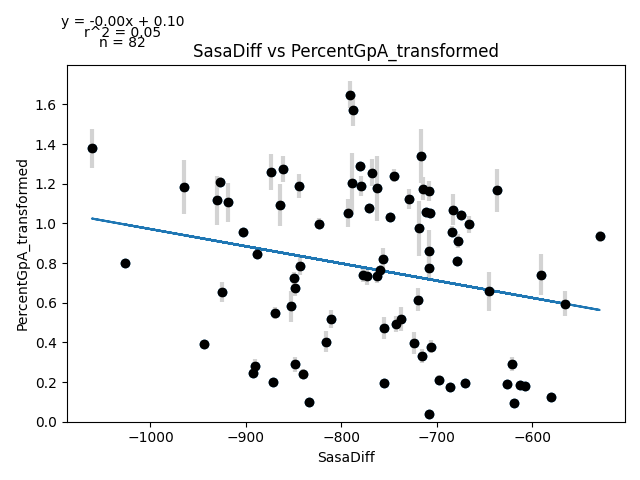 y = -0.00x + 0.10
r^2 = 0.05
n = 82
SasaDiff vs PercentGpA_transformed
1.6
1.4
1.2
1.0
0.8
0.6
0.4
0.2
0.0
PercentGpA_transformed
−1000
−900
−800
−700
−600
SasaDiff